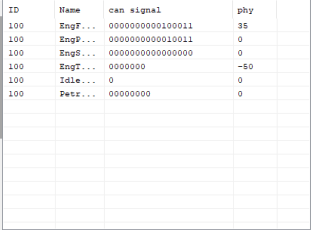 ID Name can signal phy
100 EngF... 0000000000100011 35
100 EngP... 0000000000010011 0
100 EngS... 0000000000000000 0
100 EngT... 0000000 -50
100 Idle... 0 0
100 Petr... 00000000 0